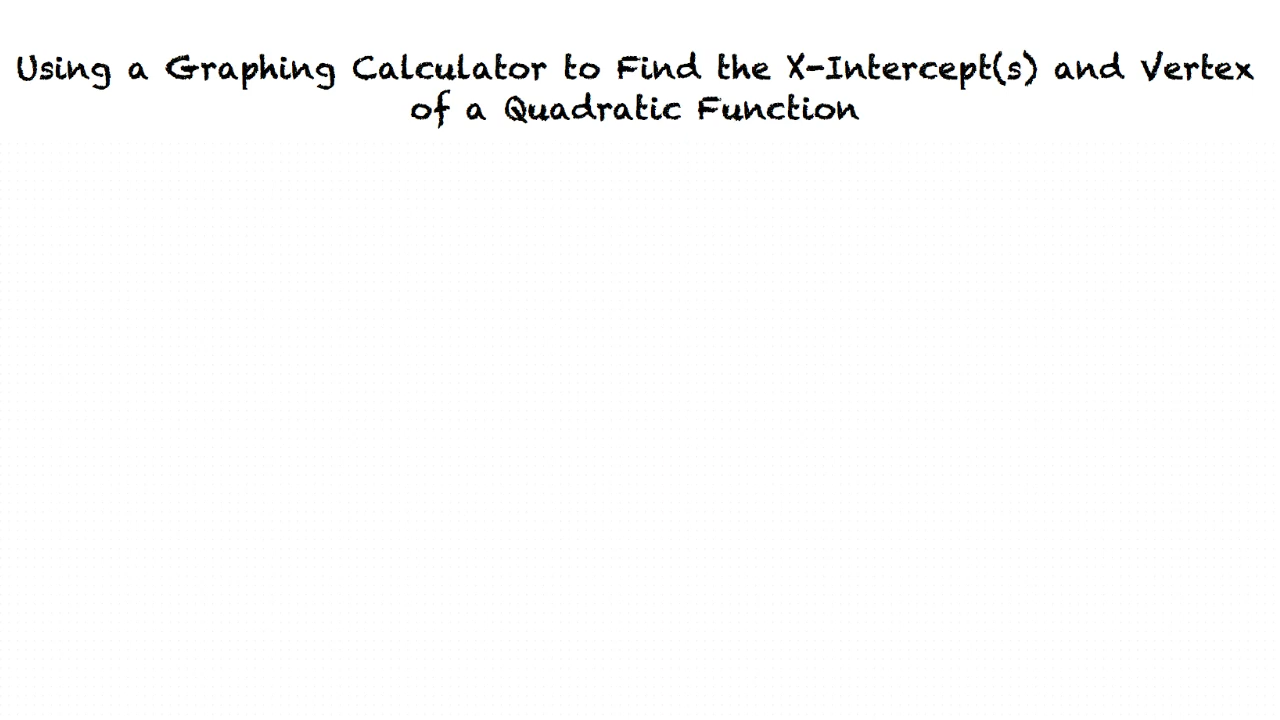 Using a Graphing Calculator to Find the X-Intercept(s) and Vertex
of a Quadratic Function